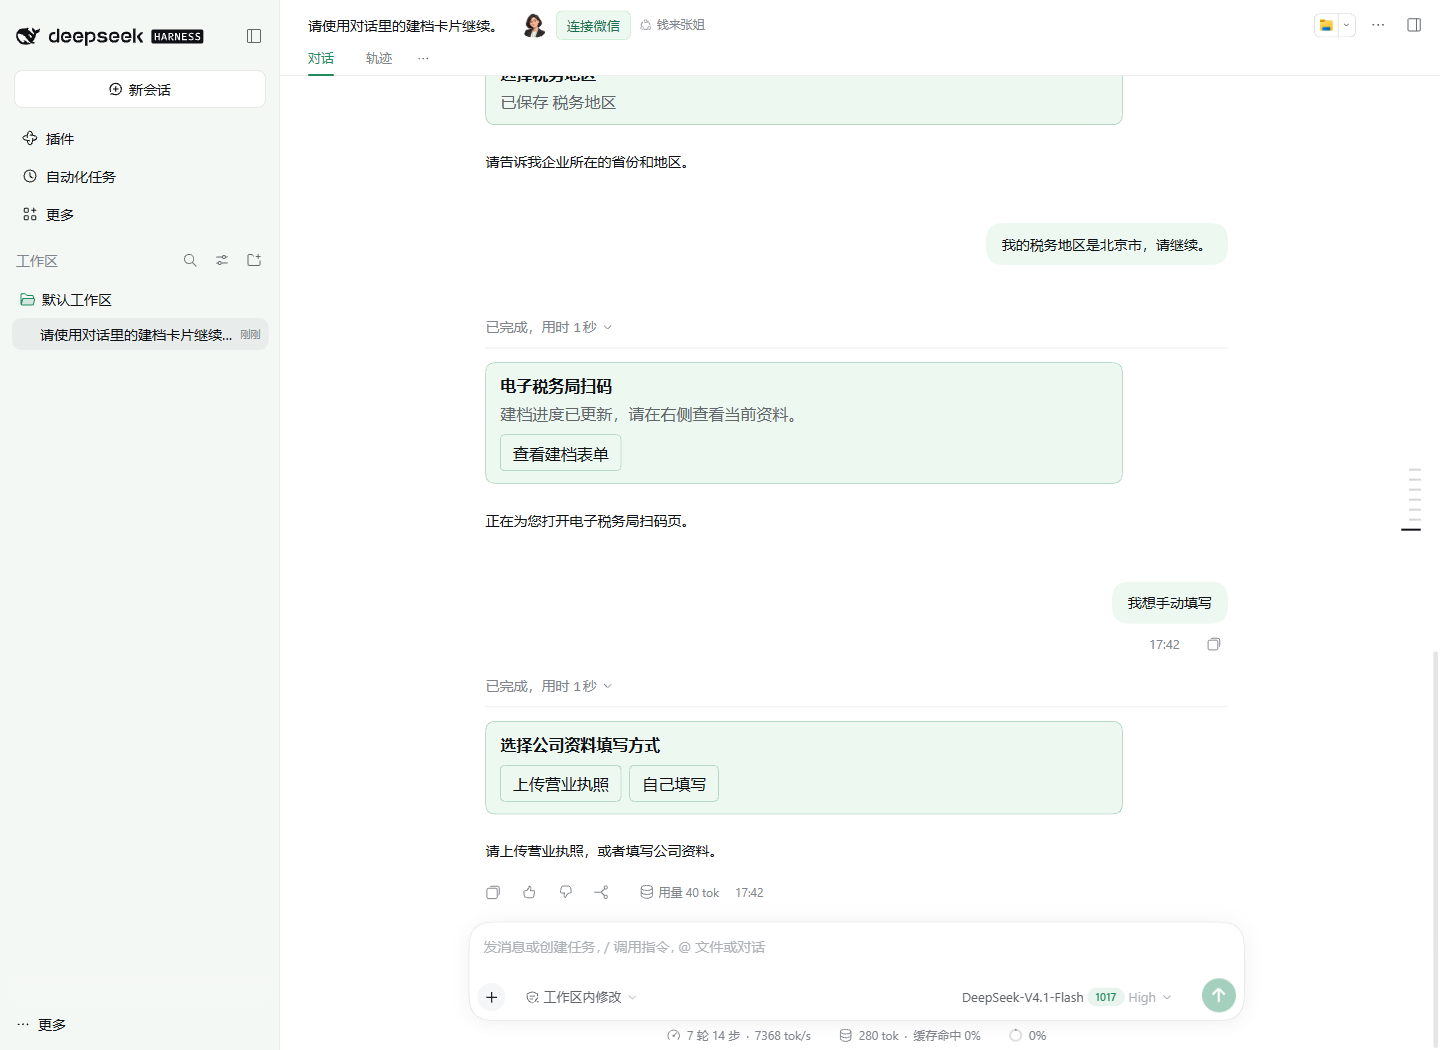 deepseek HARNESS
新会话
插件
自动化任务
更多
工作区
默认工作区
请使用对话里的建档卡片继续... 刚刚
更多
请使用对话里的建档卡片继续。
连接微信
钱来张姐
对话 轨迹 ...
选择税务地区
已保存 税务地区
请告诉我企业所在的省份和地区。
我的税务地区是北京市，请继续。
已完成，用时 1 秒
电子税务局扫码
建档进度已更新，请在右侧查看当前资料。
查看建档表单
正在为您打开电子税务局扫码页。
我想手动填写
17:42
已完成，用时 1 秒
选择公司资料填写方式
上传营业执照 自己填写
请上传营业执照，或者填写公司资料。
用量 40 tok 17:42
发消息或创建任务, / 调用指令, @ 文件或对话
工作区内修改
DeepSeek-V4.1-Flash 1017 High
7 轮 14 步 · 7368 tok/s 280 tok · 缓存命中 0% 0%